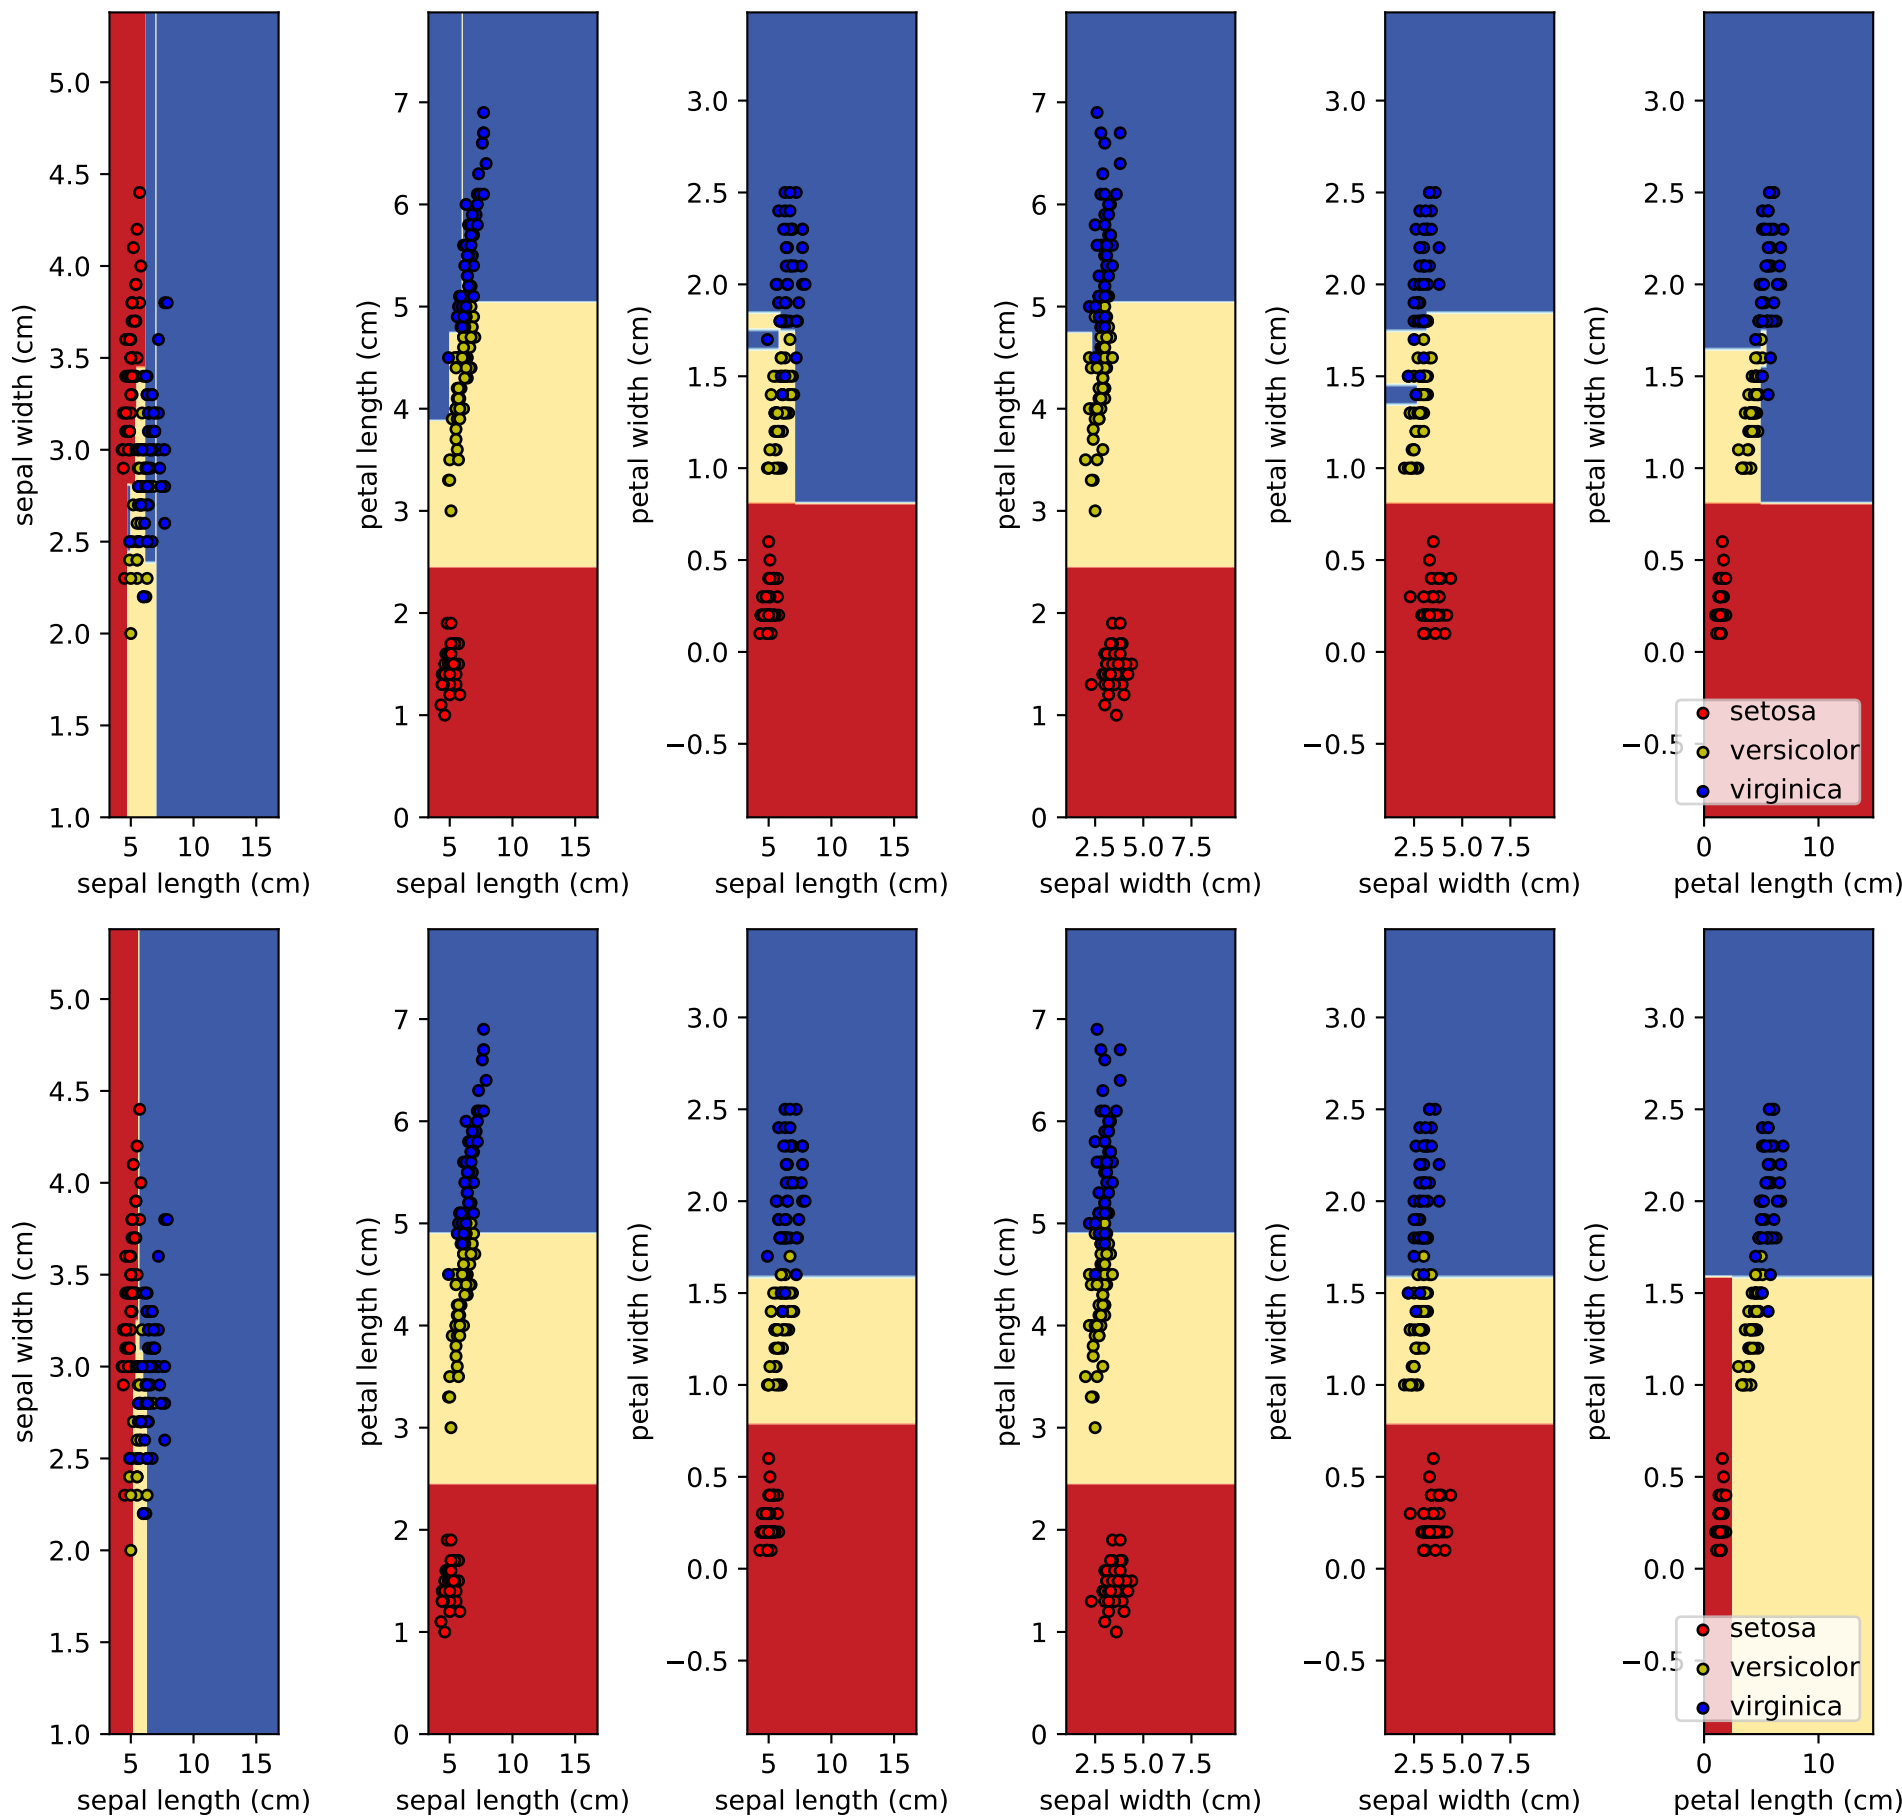 5.0
4.5
4.0
3.5
3.0
2.5
2.0
1.5
1.0
sepal width (cm)
5 10 15
sepal length (cm)
7
6
5
4
3
2
1
0
petal length (cm)
5 10 15
sepal length (cm)
3.0
2.5
2.0
1.5
1.0
0.5
0.0
−0.5
petal width (cm)
5 10 15
sepal length (cm)
7
6
5
4
3
2
1
0
petal length (cm)
2.5 5.0 7.5
sepal width (cm)
3.0
2.5
2.0
1.5
1.0
0.5
0.0
−0.5
petal width (cm)
2.5 5.0 7.5
sepal width (cm)
3.0
2.5
2.0
1.5
1.0
0.5
0.0
−0.5
petal width (cm)
setosa
versicolor
virginica
0 10
petal length (cm)
5.0
4.5
4.0
3.5
3.0
2.5
2.0
1.5
1.0
sepal width (cm)
5 10 15
sepal length (cm)
7
6
5
4
3
2
1
0
petal length (cm)
5 10 15
sepal length (cm)
3.0
2.5
2.0
1.5
1.0
0.5
0.0
−0.5
petal width (cm)
5 10 15
sepal length (cm)
7
6
5
4
3
2
1
0
petal length (cm)
2.5 5.0 7.5
sepal width (cm)
3.0
2.5
2.0
1.5
1.0
0.5
0.0
−0.5
petal width (cm)
2.5 5.0 7.5
sepal width (cm)
3.0
2.5
2.0
1.5
1.0
0.5
0.0
−0.5
petal width (cm)
setosa
versicolor
virginica
0 10
petal length (cm)